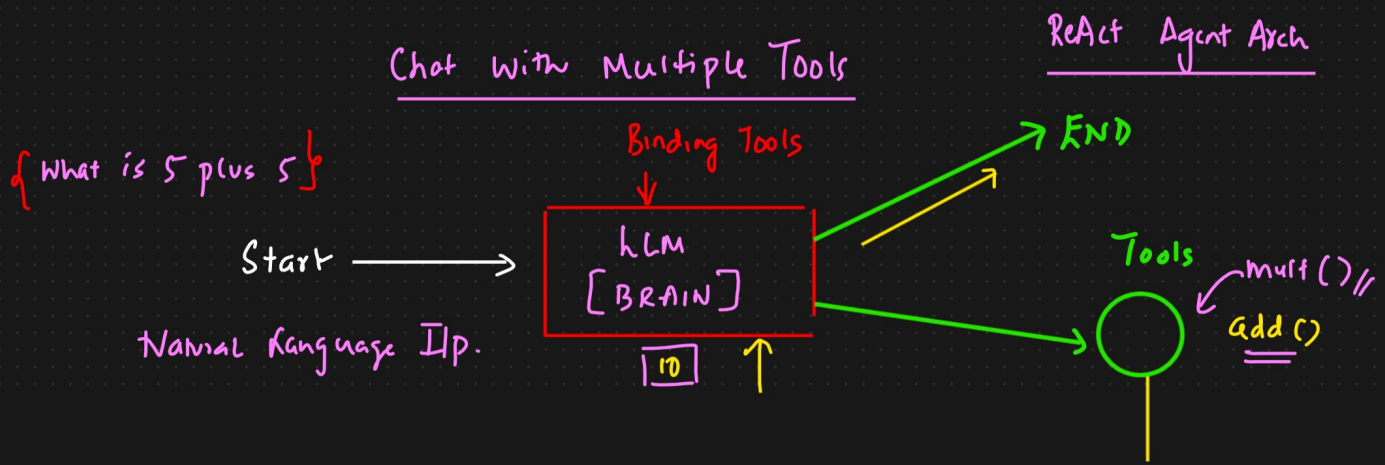 ReAct Agent Arch
Chat with Multiple Tools
Binding Tools
END
{What is 5 plus 5}
Start
LLM
[BRAIN]
Tools
mult()//
add()
Natural Language I/p.
10